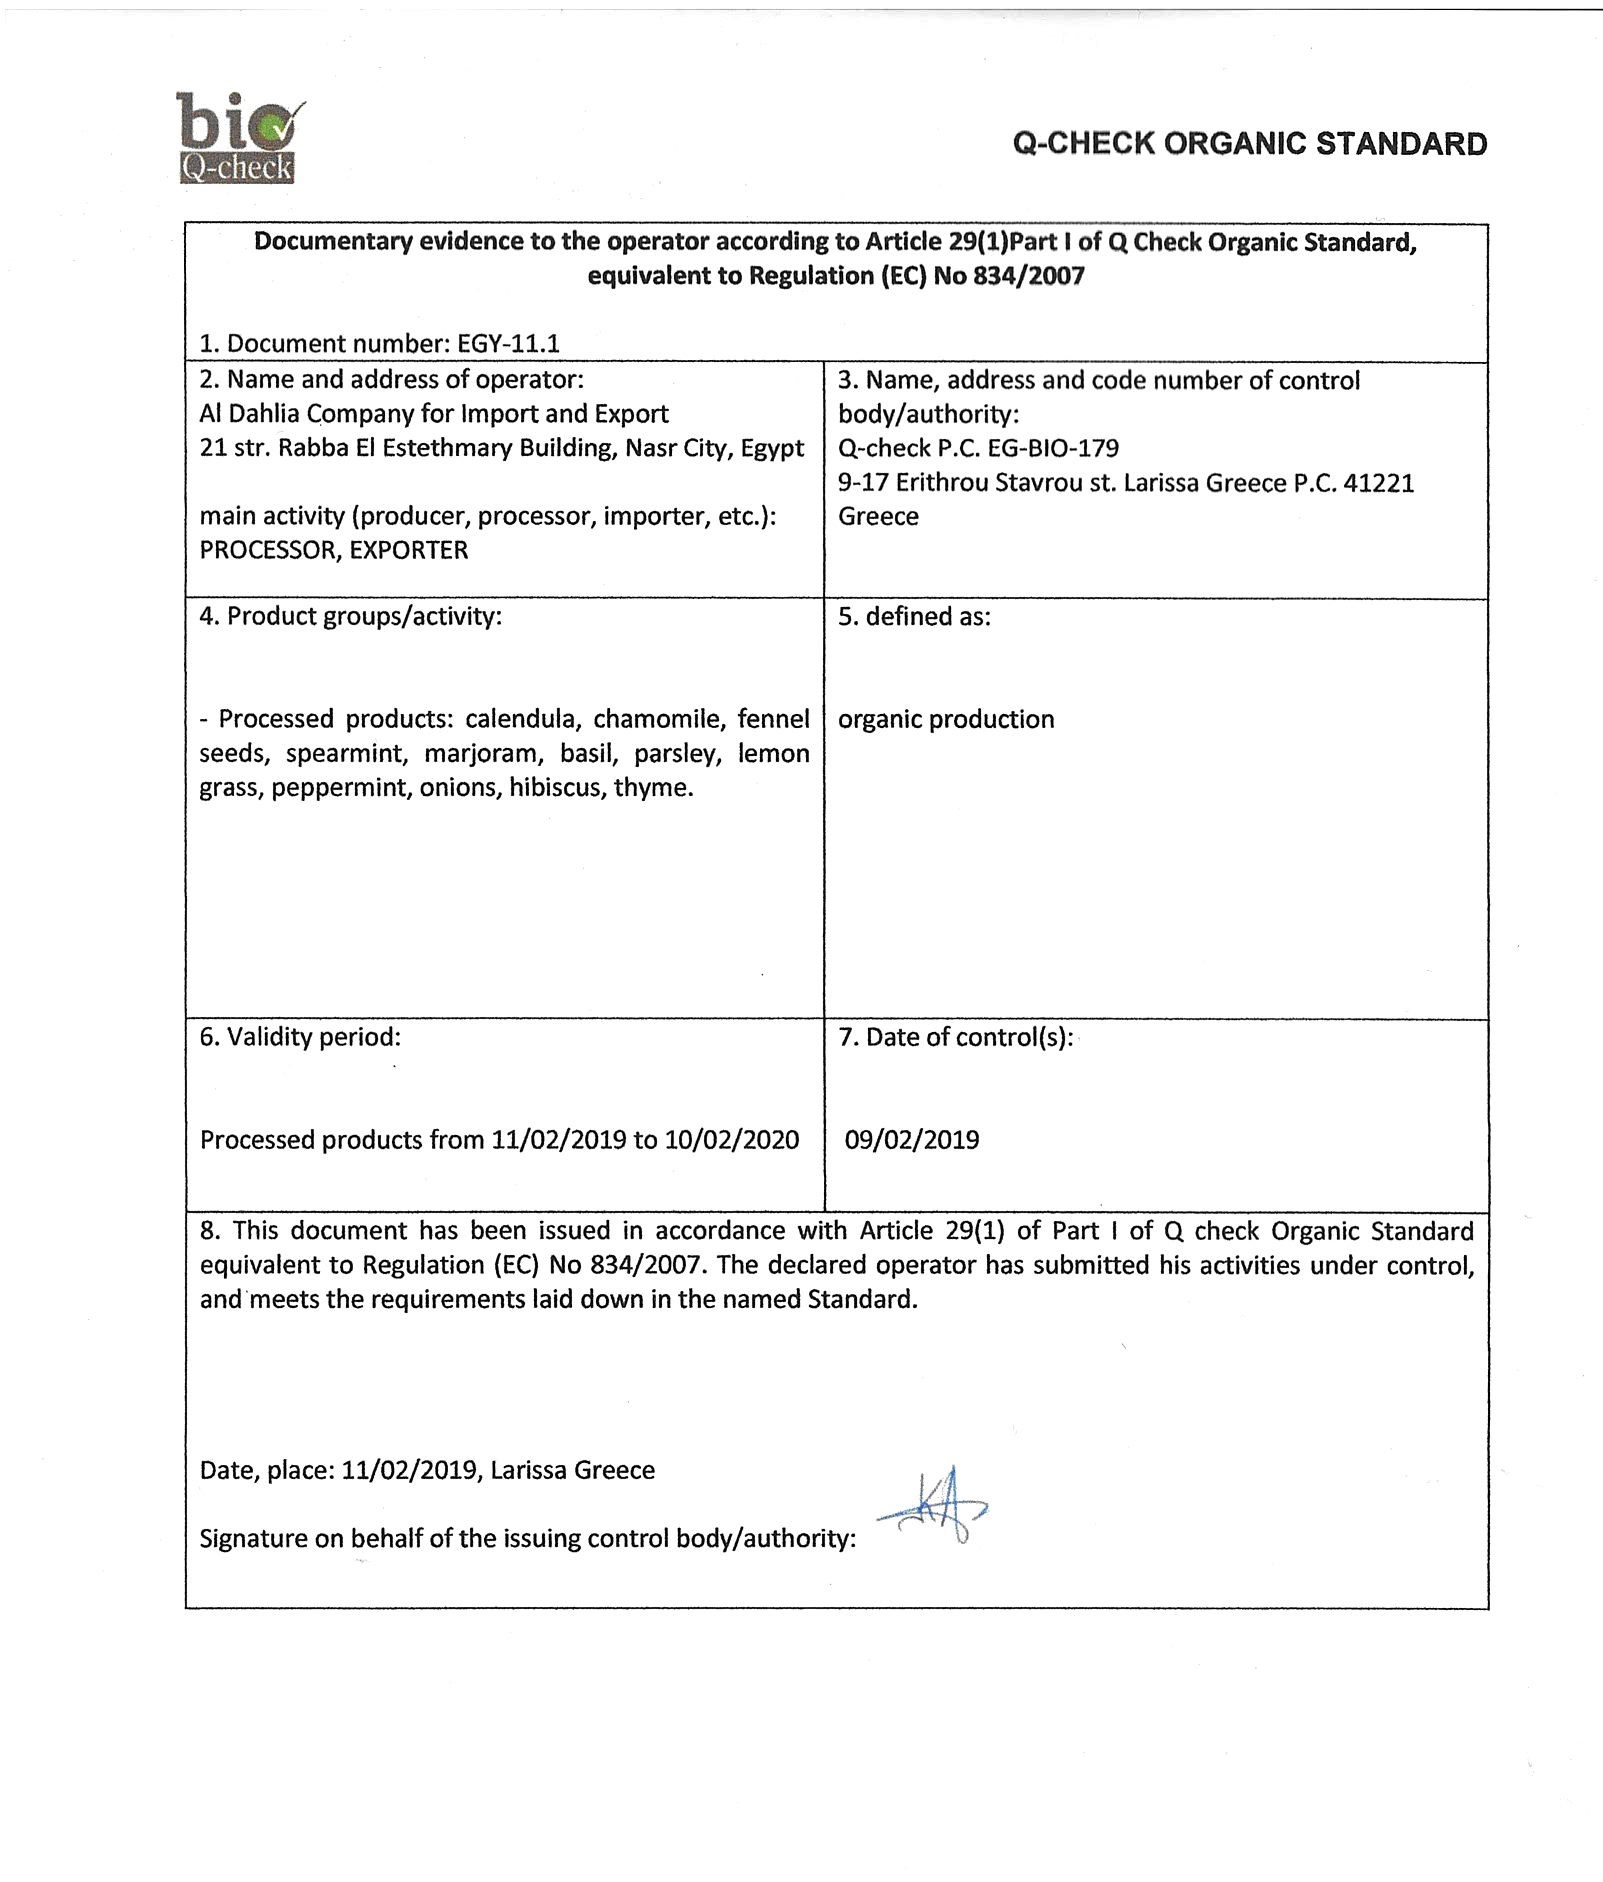 bio
Q-check
Q-CHECK ORGANIC STANDARD
Documentary evidence to the operator according to Article 29(1)Part I of Q Check Organic Standard,
equivalent to Regulation (EC) No 834/2007
1. Document number: EGY-11.1
2. Name and address of operator:
Al Dahlia Company for Import and Export
21 str. Rabba El Estethmary Building, Nasr City, Egypt
main activity (producer, processor, importer, etc.):
PROCESSOR, EXPORTER
3. Name, address and code number of control
body/authority:
Q-check P.C. EG-BIO-179
9-17 Erithrou Stavrou st. Larissa Greece P.C. 41221
Greece
4. Product groups/activity:
- Processed products: calendula, chamomile, fennel
seeds, spearmint, marjoram, basil, parsley, lemon
grass, peppermint, onions, hibiscus, thyme.
5. defined as:
organic production
6. Validity period:
Processed products from 11/02/2019 to 10/02/2020
7. Date of control(s):
09/02/2019
8. This document has been issued in accordance with Article 29(1) of Part I of Q check Organic Standard
equivalent to Regulation (EC) No 834/2007. The declared operator has submitted his activities under control,
and meets the requirements laid down in the named Standard.
Date, place: 11/02/2019, Larissa Greece
Signature on behalf of the issuing control body/authority: